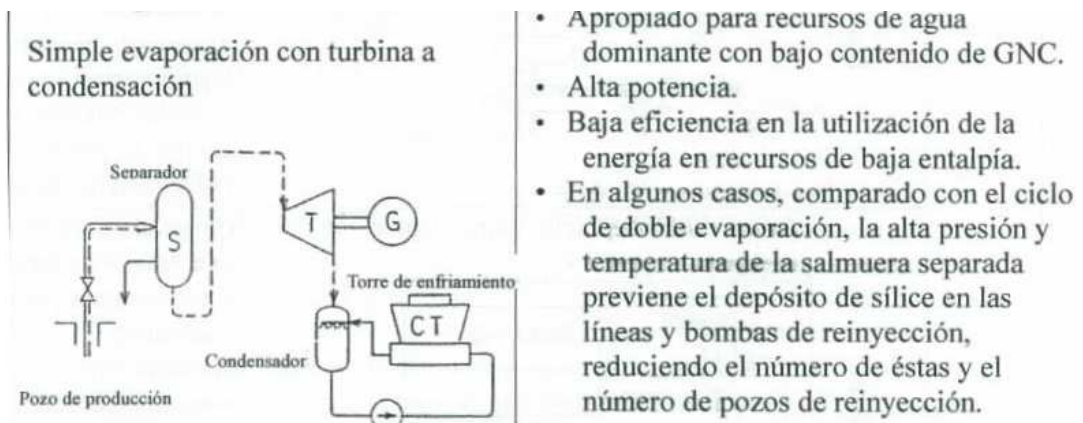 Simple evaporación con turbina a
condensación
Separador
S
T
G
Torre de enfriamiento
CT
Condensador
Pozo de producción
• Apropiado para recursos de agua
dominante con bajo contenido de GNC.
• Alta potencia.
• Baja eficiencia en la utilización de la
energía en recursos de baja entalpía.
• En algunos casos, comparado con el ciclo
de doble evaporación, la alta presión y
temperatura de la salmuera separada
previene el depósito de sílice en las
líneas y bombas de reinyección,
reduciendo el número de éstas y el
número de pozos de reinyección.